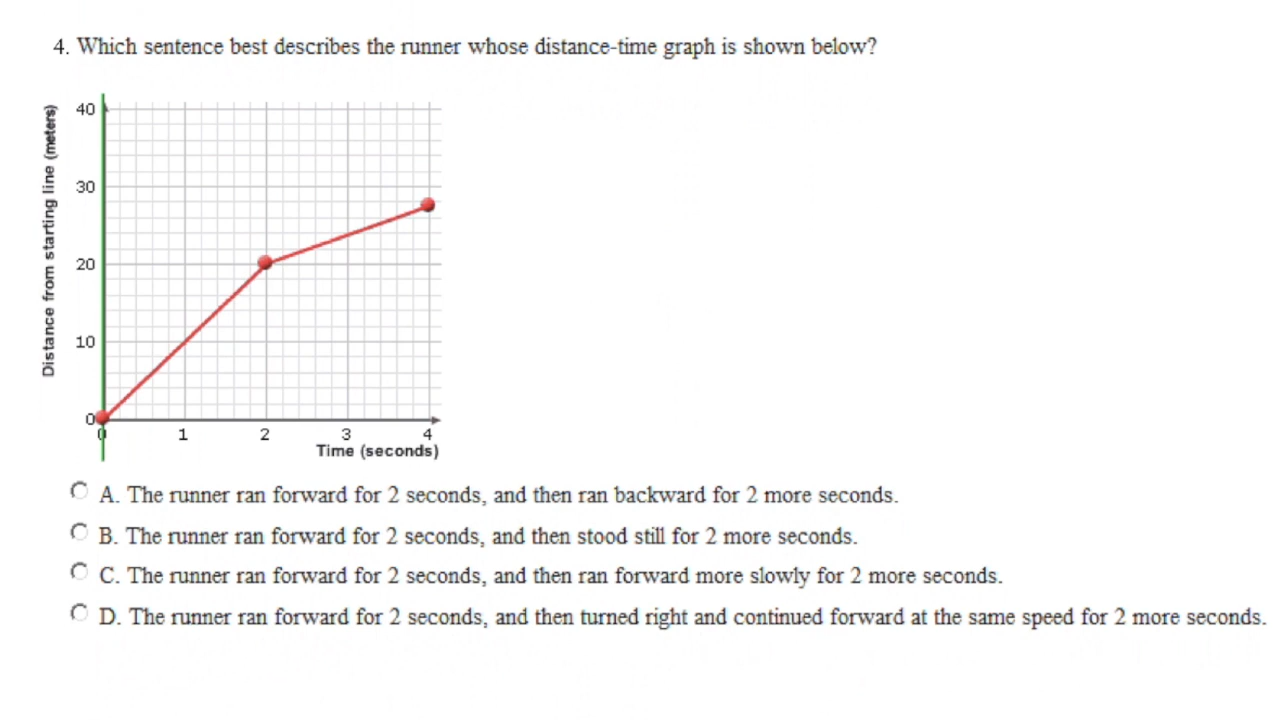 4. Which sentence best describes the runner whose distance-time graph is shown below?
Distance from starting line (meters)
40
30
20
10
0
0
1
2
3
4
Time (seconds)
A. The runner ran forward for 2 seconds, and then ran backward for 2 more seconds.
B. The runner ran forward for 2 seconds, and then stood still for 2 more seconds.
C. The runner ran forward for 2 seconds, and then ran forward more slowly for 2 more seconds.
D. The runner ran forward for 2 seconds, and then turned right and continued forward at the same speed for 2 more seconds.